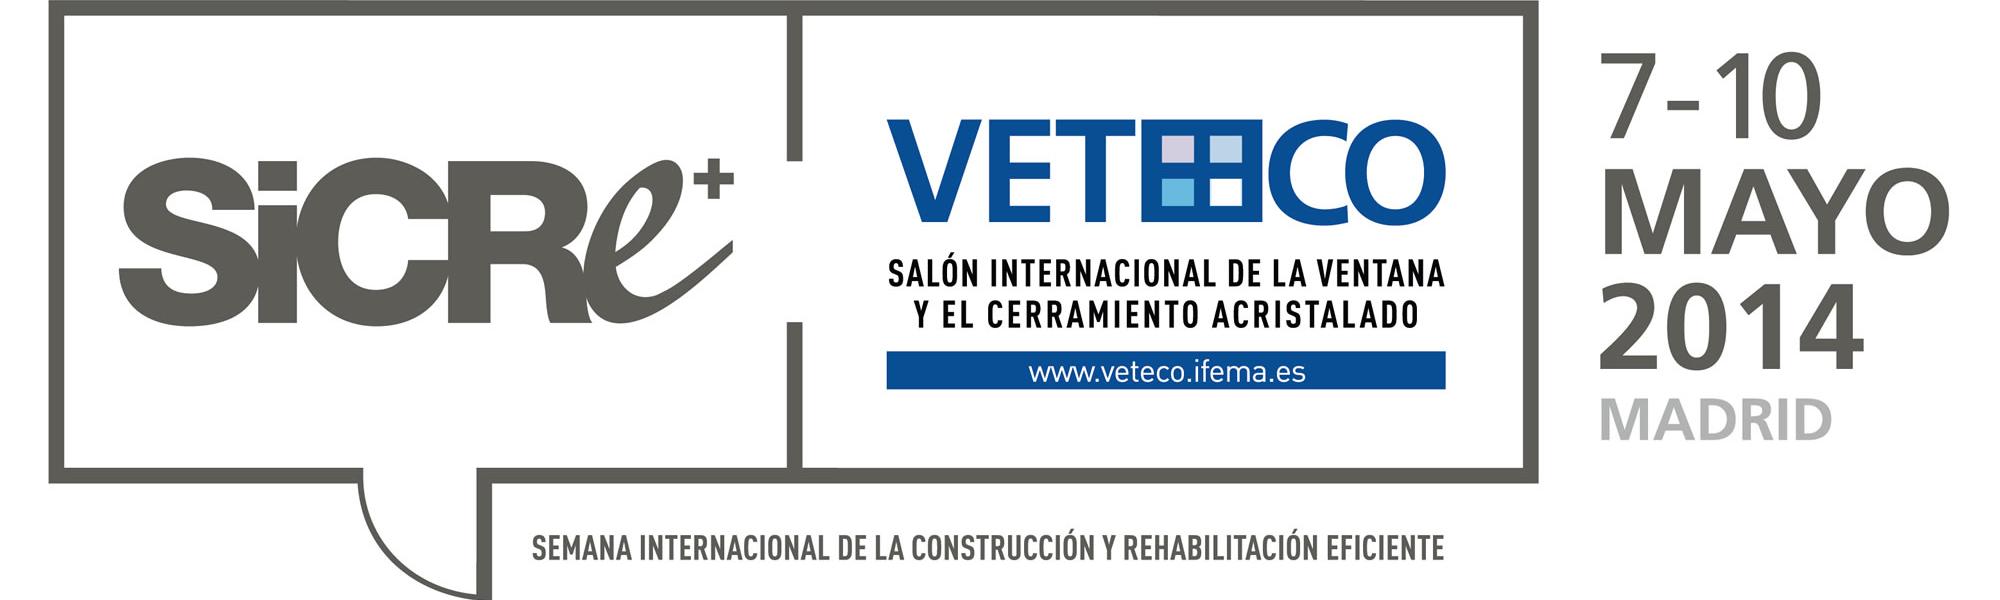 SiCRe+
VETECO
SALÓN INTERNACIONAL DE LA VENTANA
Y EL CERRAMIENTO ACRISTALADO
www.veteco.ifema.es
7-10
MAYO
2014
MADRID
SEMANA INTERNACIONAL DE LA CONSTRUCCIÓN Y REHABILITACIÓN EFICIENTE